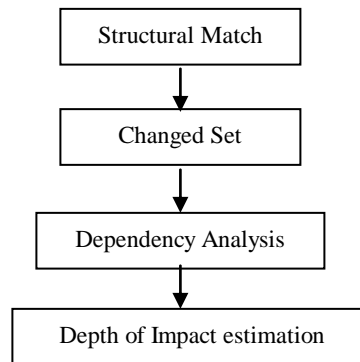 Structural Match
Changed Set
Dependency Analysis
Depth of Impact estimation